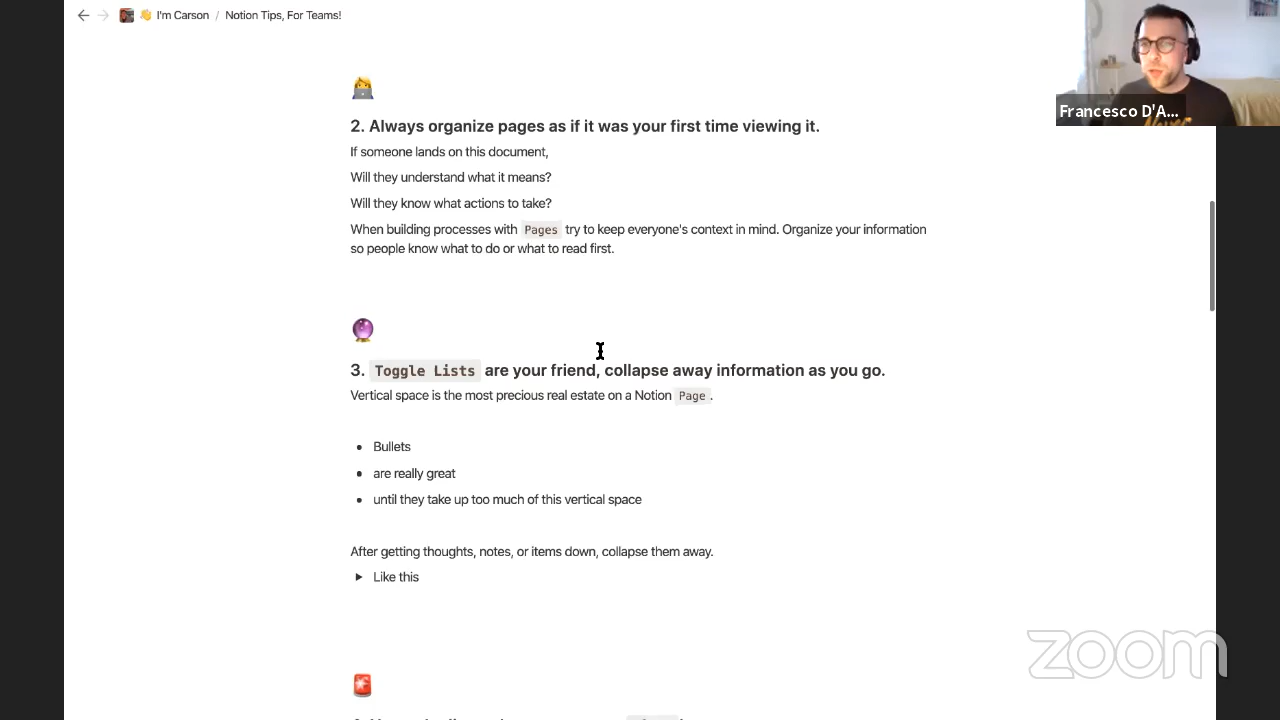 I'm Carson / Notion Tips, For Teams!
Francesco D'A...
2. Always organize pages as if it was your first time viewing it.
If someone lands on this document,
Will they understand what it means?
Will they know what actions to take?
When building processes with Pages try to keep everyone's context in mind. Organize your information
so people know what to do or what to read first.
3. Toggle Lists are your friend, collapse away information as you go.
Vertical space is the most precious real estate on a Notion Page.
• Bullets
• are really great
• until they take up too much of this vertical space
After getting thoughts, notes, or items down, collapse them away.
▶ Like this
zoom